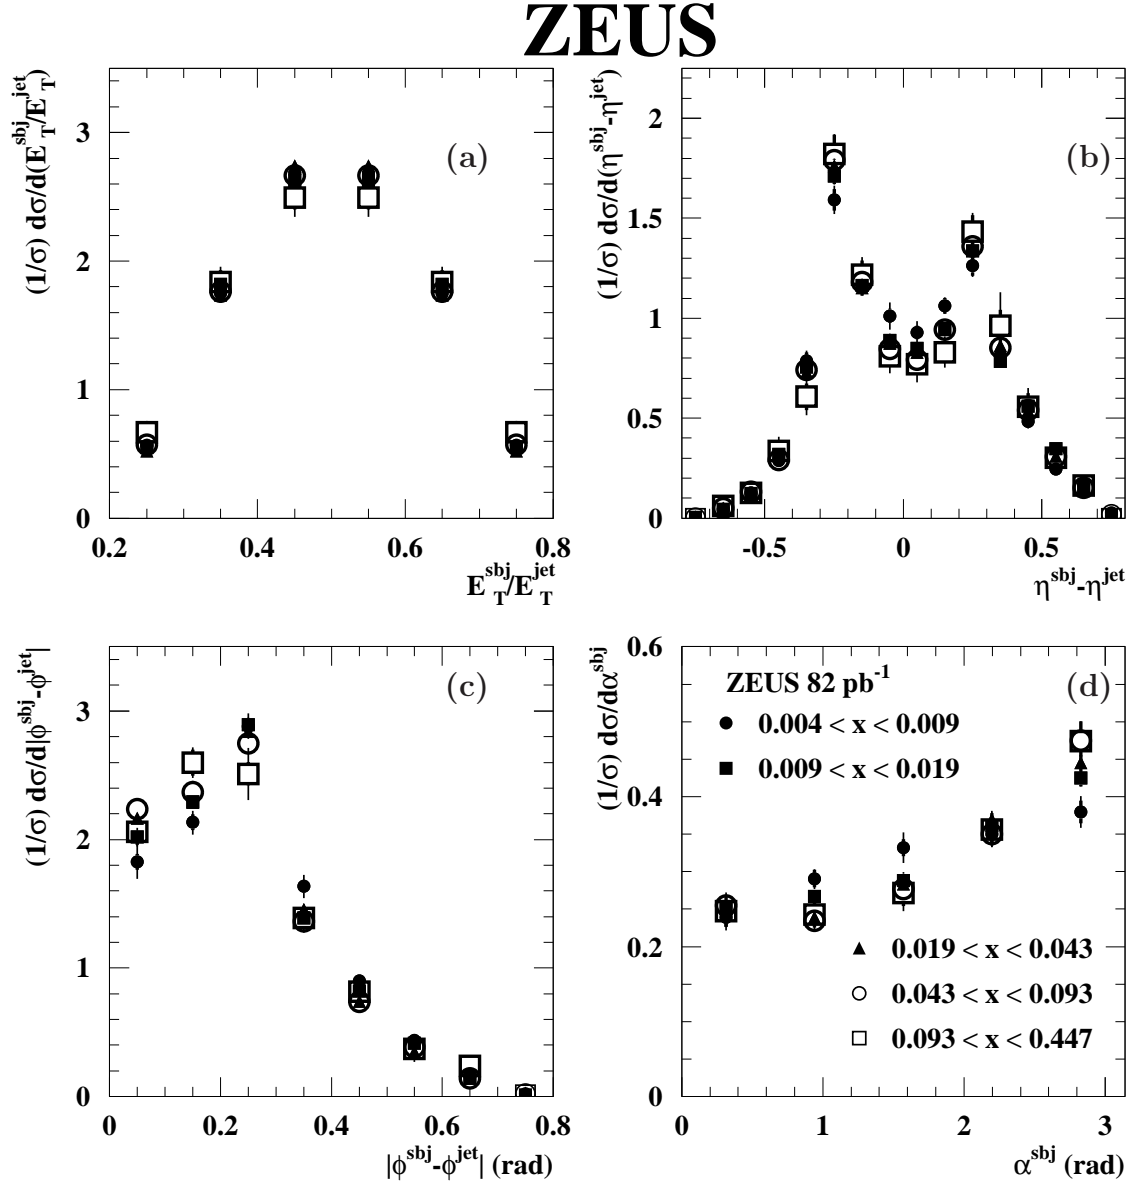 ZEUS
(1/σ) dσ/d(E_T^sbj/E_T^jet)
3
2
1
0
(a)
0.2 0.4 0.6 0.8
E_T^sbj/E_T^jet
(1/σ) dσ/d(η^sbj-η^jet)
2
1.5
1
0.5
0
(b)
-0.5 0 0.5
η^sbj-η^jet
(1/σ) dσ/d|ϕ^sbj-ϕ^jet|
3
2
1
0
(c)
0 0.2 0.4 0.6 0.8
|ϕ^sbj-ϕ^jet| (rad)
(1/σ) dσ/dα^sbj
0.6
0.4
0.2
0
(d)
ZEUS 82 pb^-1
0.004 < x < 0.009
0.009 < x < 0.019
0.019 < x < 0.043
0.043 < x < 0.093
0.093 < x < 0.447
0 1 2 3
α^sbj (rad)